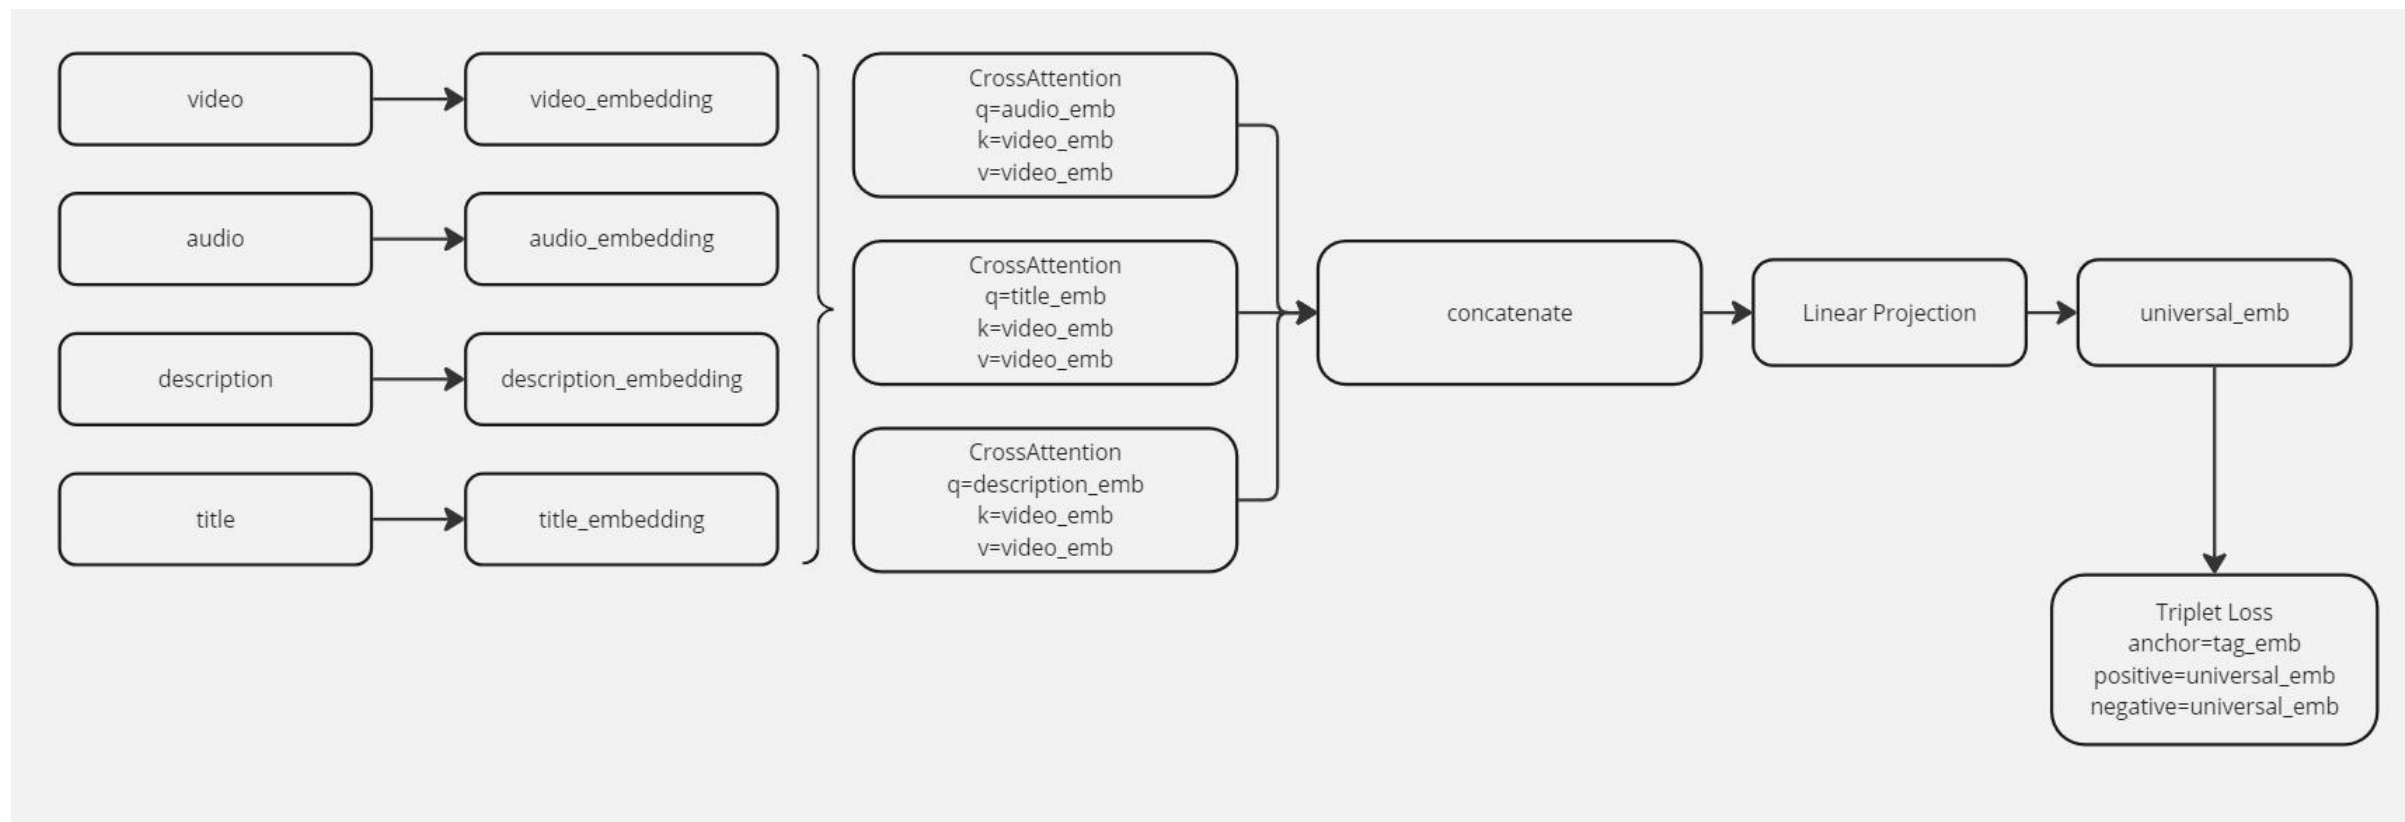 video
video_embedding
audio
audio_embedding
description
description_embedding
title
title_embedding
CrossAttention
q=audio_emb
k=video_emb
v=video_emb
CrossAttention
q=title_emb
k=video_emb
v=video_emb
CrossAttention
q=description_emb
k=video_emb
v=video_emb
concatenate
Linear Projection
universal_emb
Triplet Loss
anchor=tag_emb
positive=universal_emb
negative=universal_emb